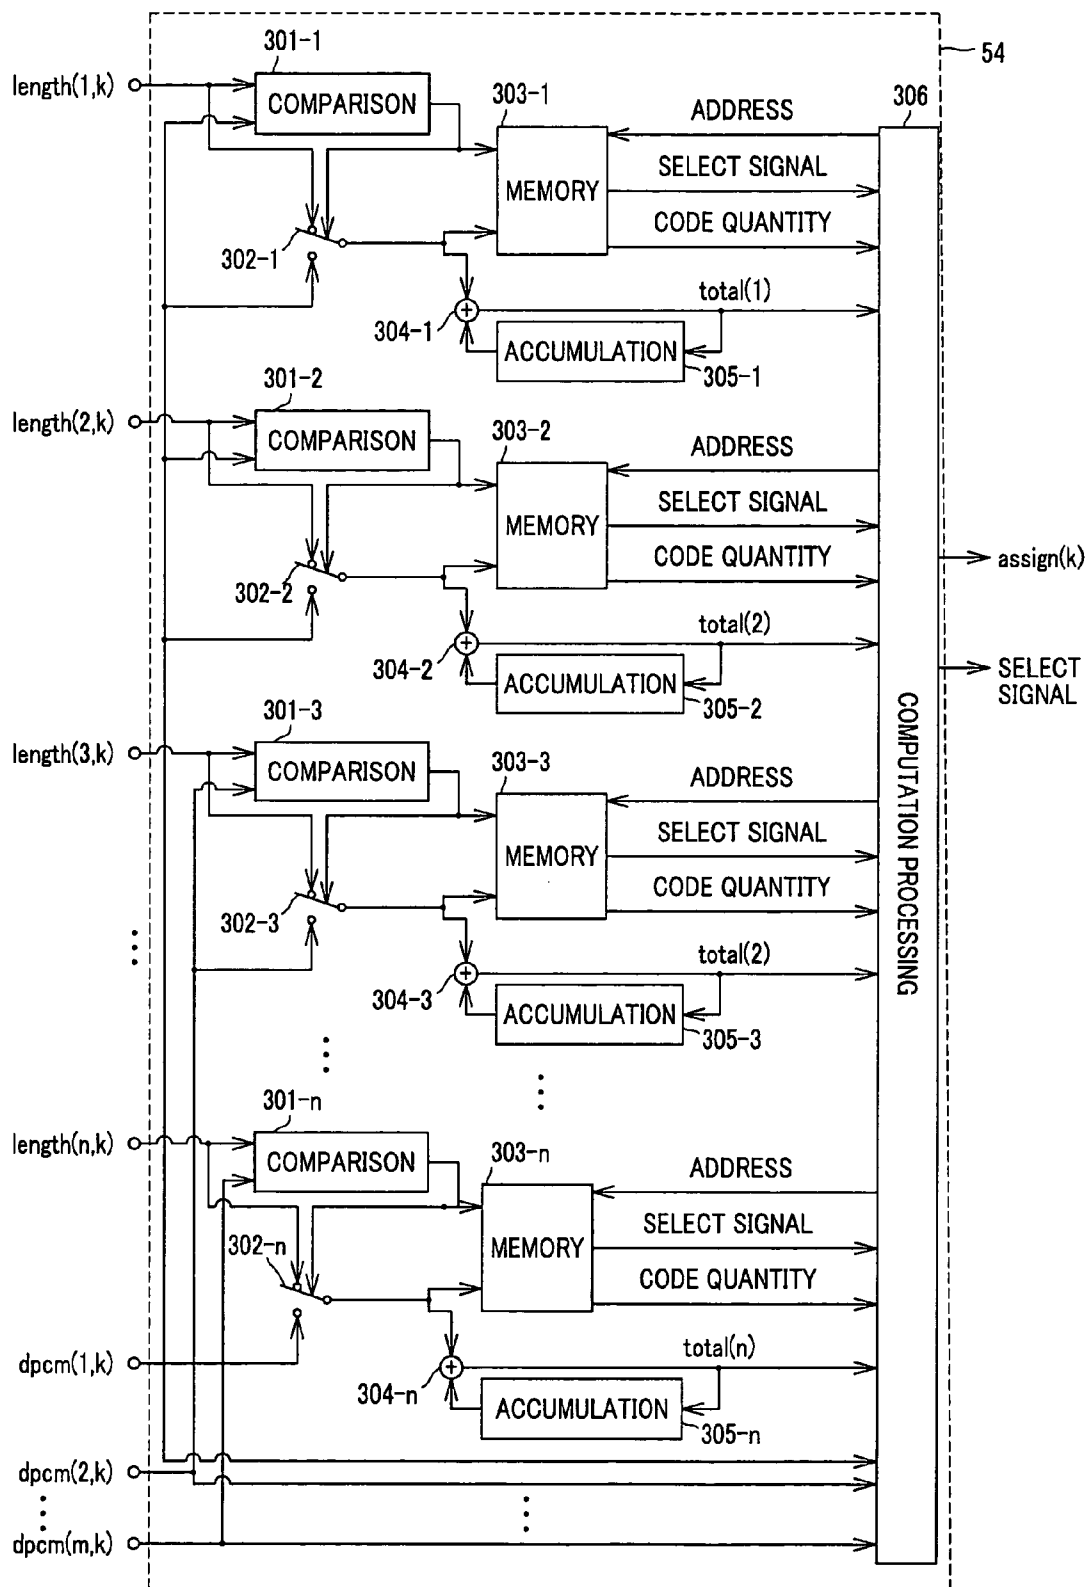 54
301-1
length(1,k)
COMPARISON
303-1
306
ADDRESS
MEMORY
SELECT SIGNAL
CODE QUANTITY
302-1
total(1)
304-1
ACCUMULATION
305-1
301-2
length(2,k)
COMPARISON
303-2
ADDRESS
MEMORY
SELECT SIGNAL
CODE QUANTITY
assign(k)
302-2
total(2)
304-2
ACCUMULATION
305-2
SELECT
SIGNAL
COMPUTATION PROCESSING
301-3
length(3,k)
COMPARISON
303-3
ADDRESS
MEMORY
SELECT SIGNAL
CODE QUANTITY
302-3
total(2)
304-3
ACCUMULATION
305-3
301-n
length(n,k)
COMPARISON
303-n
ADDRESS
MEMORY
SELECT SIGNAL
CODE QUANTITY
302-n
dpcm(1,k)
total(n)
304-n
ACCUMULATION
305-n
dpcm(2,k)
dpcm(m,k)